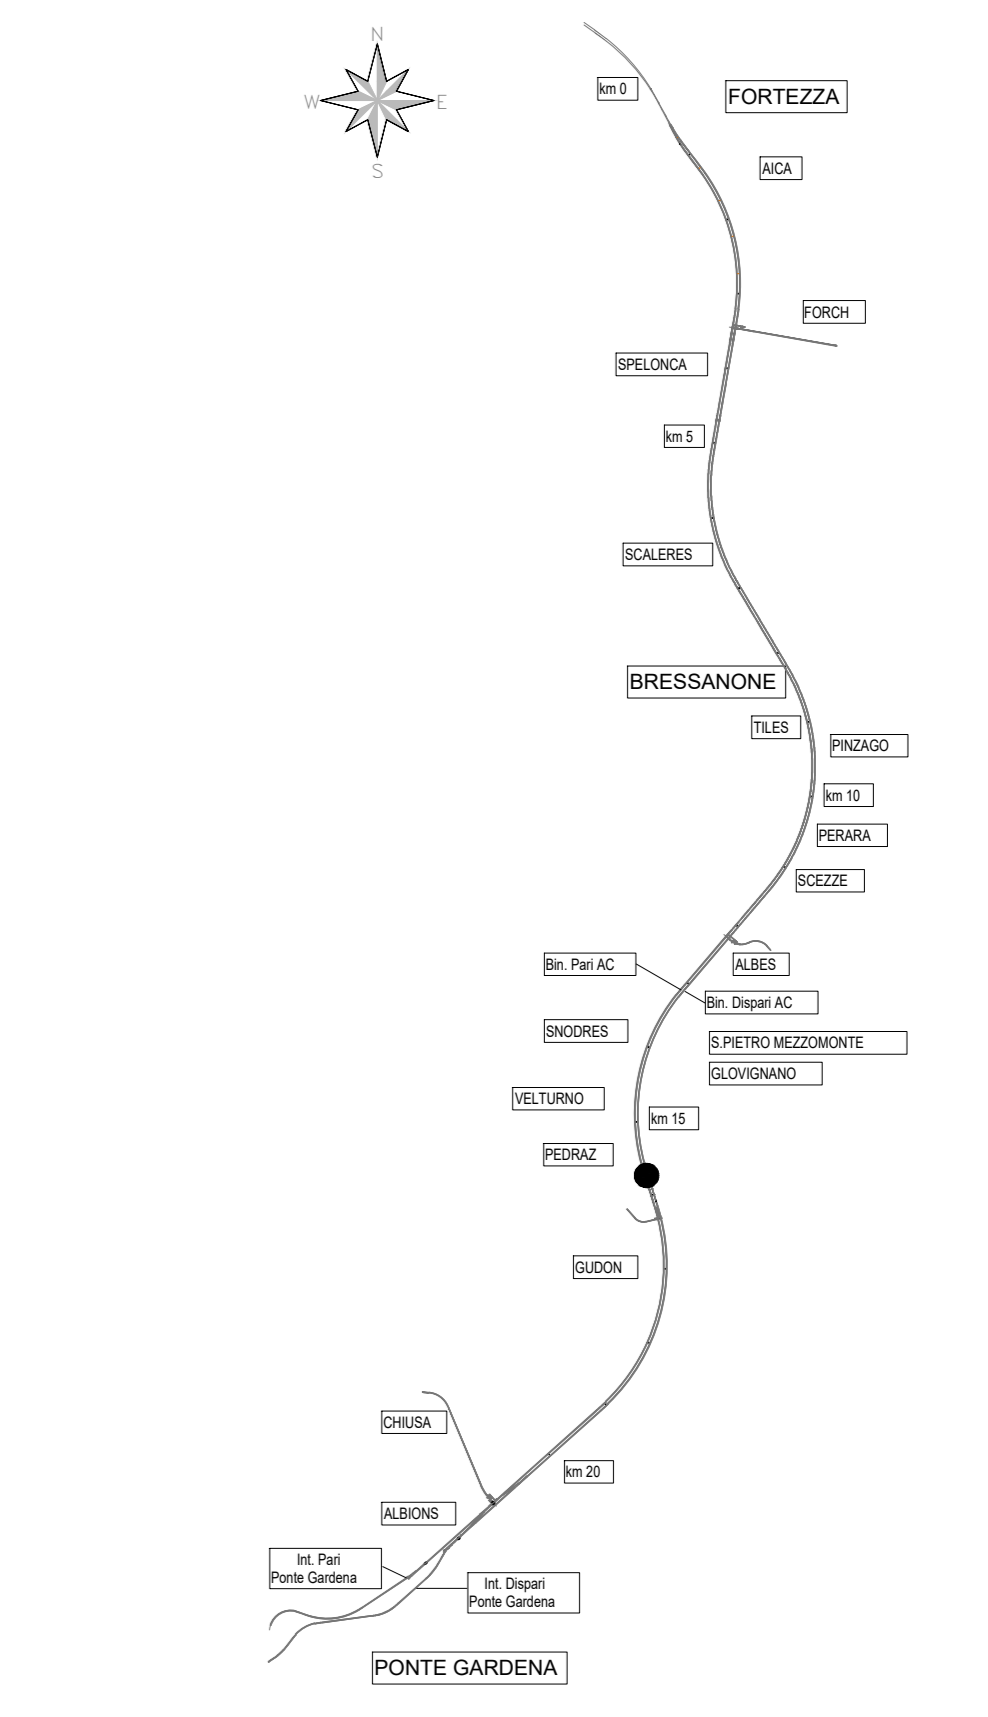 N
km 0
FORTEZZA
W
E
AICA
S
FORCH
SPELONCA
km 5
SCALERES
BRESSANONE
TILES
PINZAGO
km 10
PERARA
SCEZZE
Bin. Pari AC
ALBES
Bin. Dispari AC
SNODRES
S.PIETRO MEZZOMONTE
GLOVIGNANO
VELTURNO
km 15
PEDRAZ
GUDON
CHIUSA
km 20
ALBIONS
Int. Pari
Ponte Gardena
Int. Dispari
Ponte Gardena
PONTE GARDENA